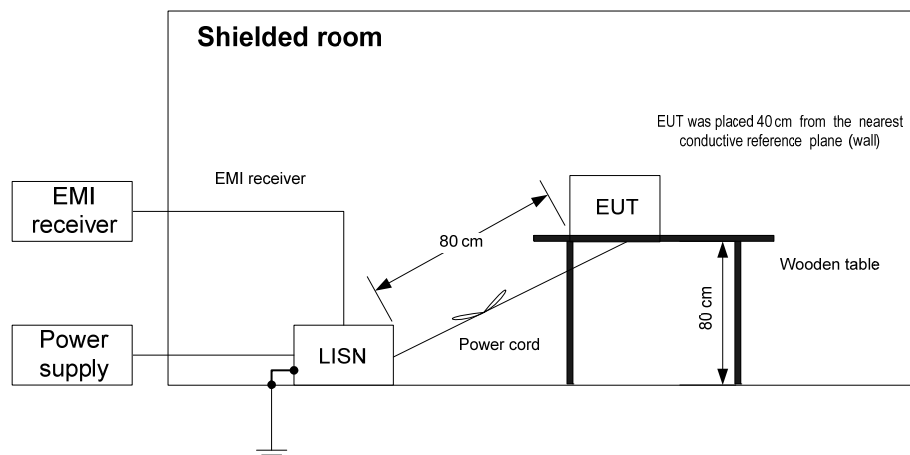 Shielded room
EUT was placed 40 cm from the nearest
conductive reference plane (wall)
EMI receiver
EMI
receiver
EUT
80 cm
Wooden table
80 cm
Power
supply
LISN
Power cord